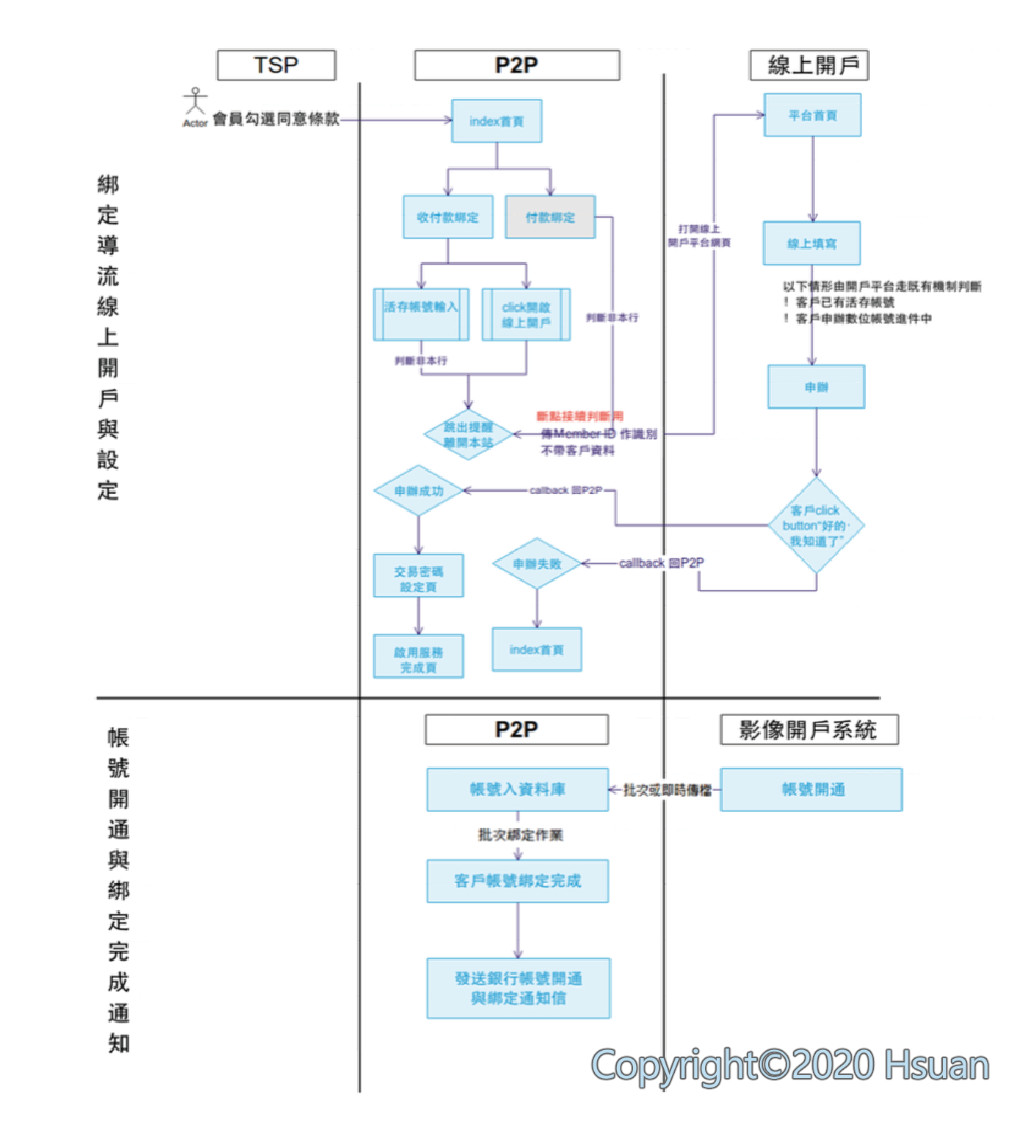 TSP
P2P
線上開戶
Actor
會員勾選同意條款
index首頁
平台首頁
綁定導流線上開戶與設定
收付款綁定
付款綁定
打開線上
開戶平台網頁
線上填寫
以下情形由開戶平台走既有機制判斷
! 客戶已有活存帳號
! 客戶申辦數位帳號進件中
活存帳號輸入
click開啟
線上開戶
判斷非本行
判斷非本行
申辦
斷點接續判斷用
跳出提醒
離開本站
傳Member ID 作識別
不帶客戶資料
申辦成功
callback 回P2P
客戶click
button"好的,
我知道了"
申辦失敗
callback 回P2P
交易密碼
設定頁
啟用服務
完成頁
index首頁
P2P
影像開戶系統
帳號開通與綁定完成通知
帳號入資料庫
批次或即時傳檔
帳號開通
批次綁定作業
客戶帳號綁定完成
發送銀行帳號開通
與綁定通知信
Copyright©2020 Hsuan